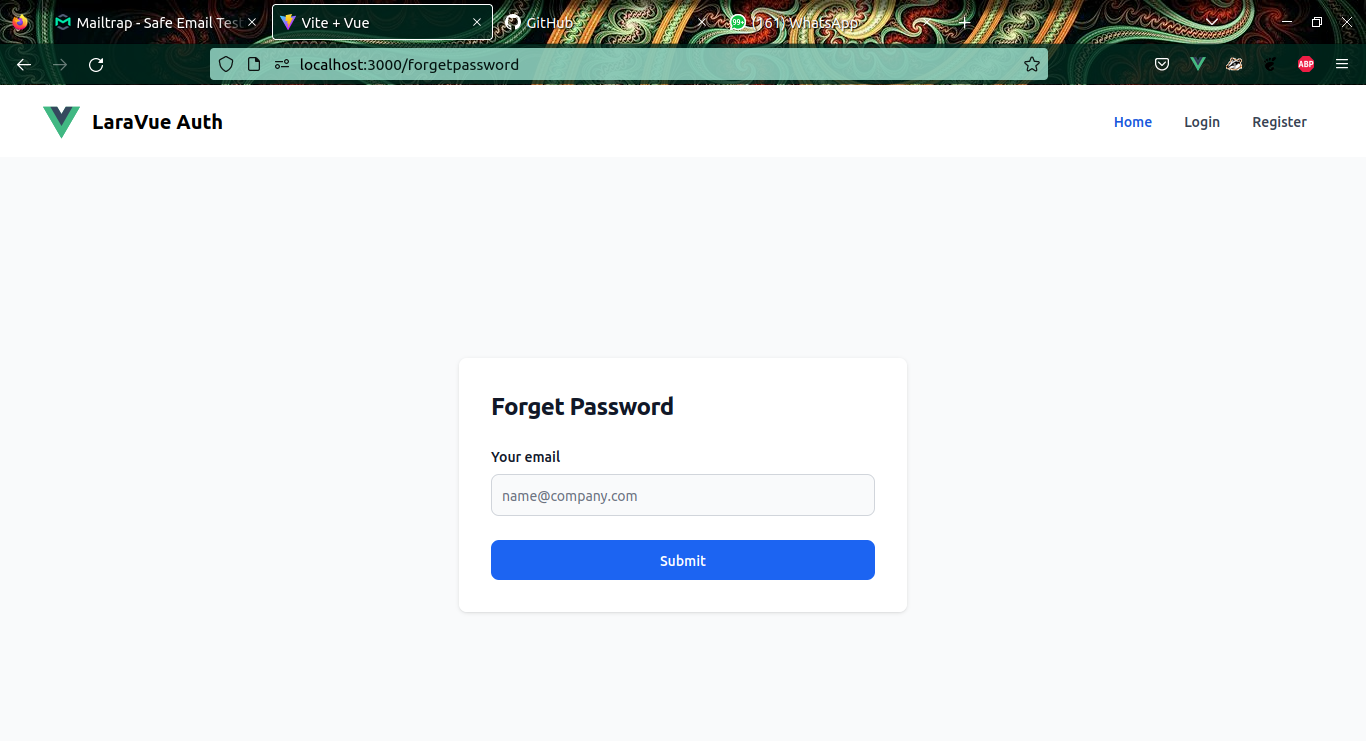 Mailtrap - Safe Email Test
Vite + Vue
GitHub
99+ (161) WhatsApp
localhost:3000/forgetpassword
ABP
LaraVue Auth
Home
Login
Register
Forget Password
Your email
name@company.com
Submit